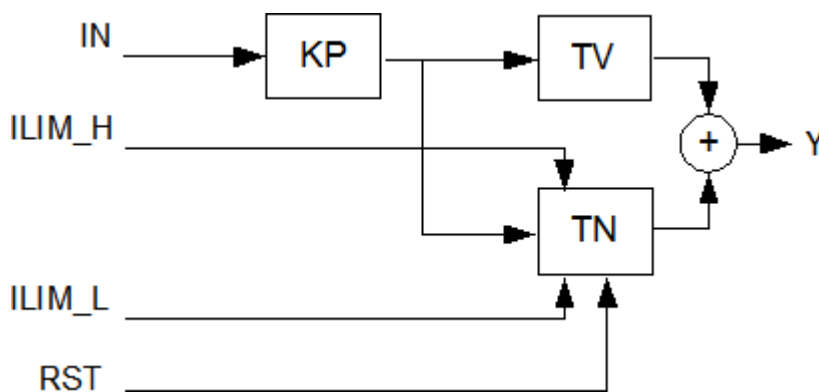 IN
KP
TV
ILIM_H
+
Y
TN
ILIM_L
RST